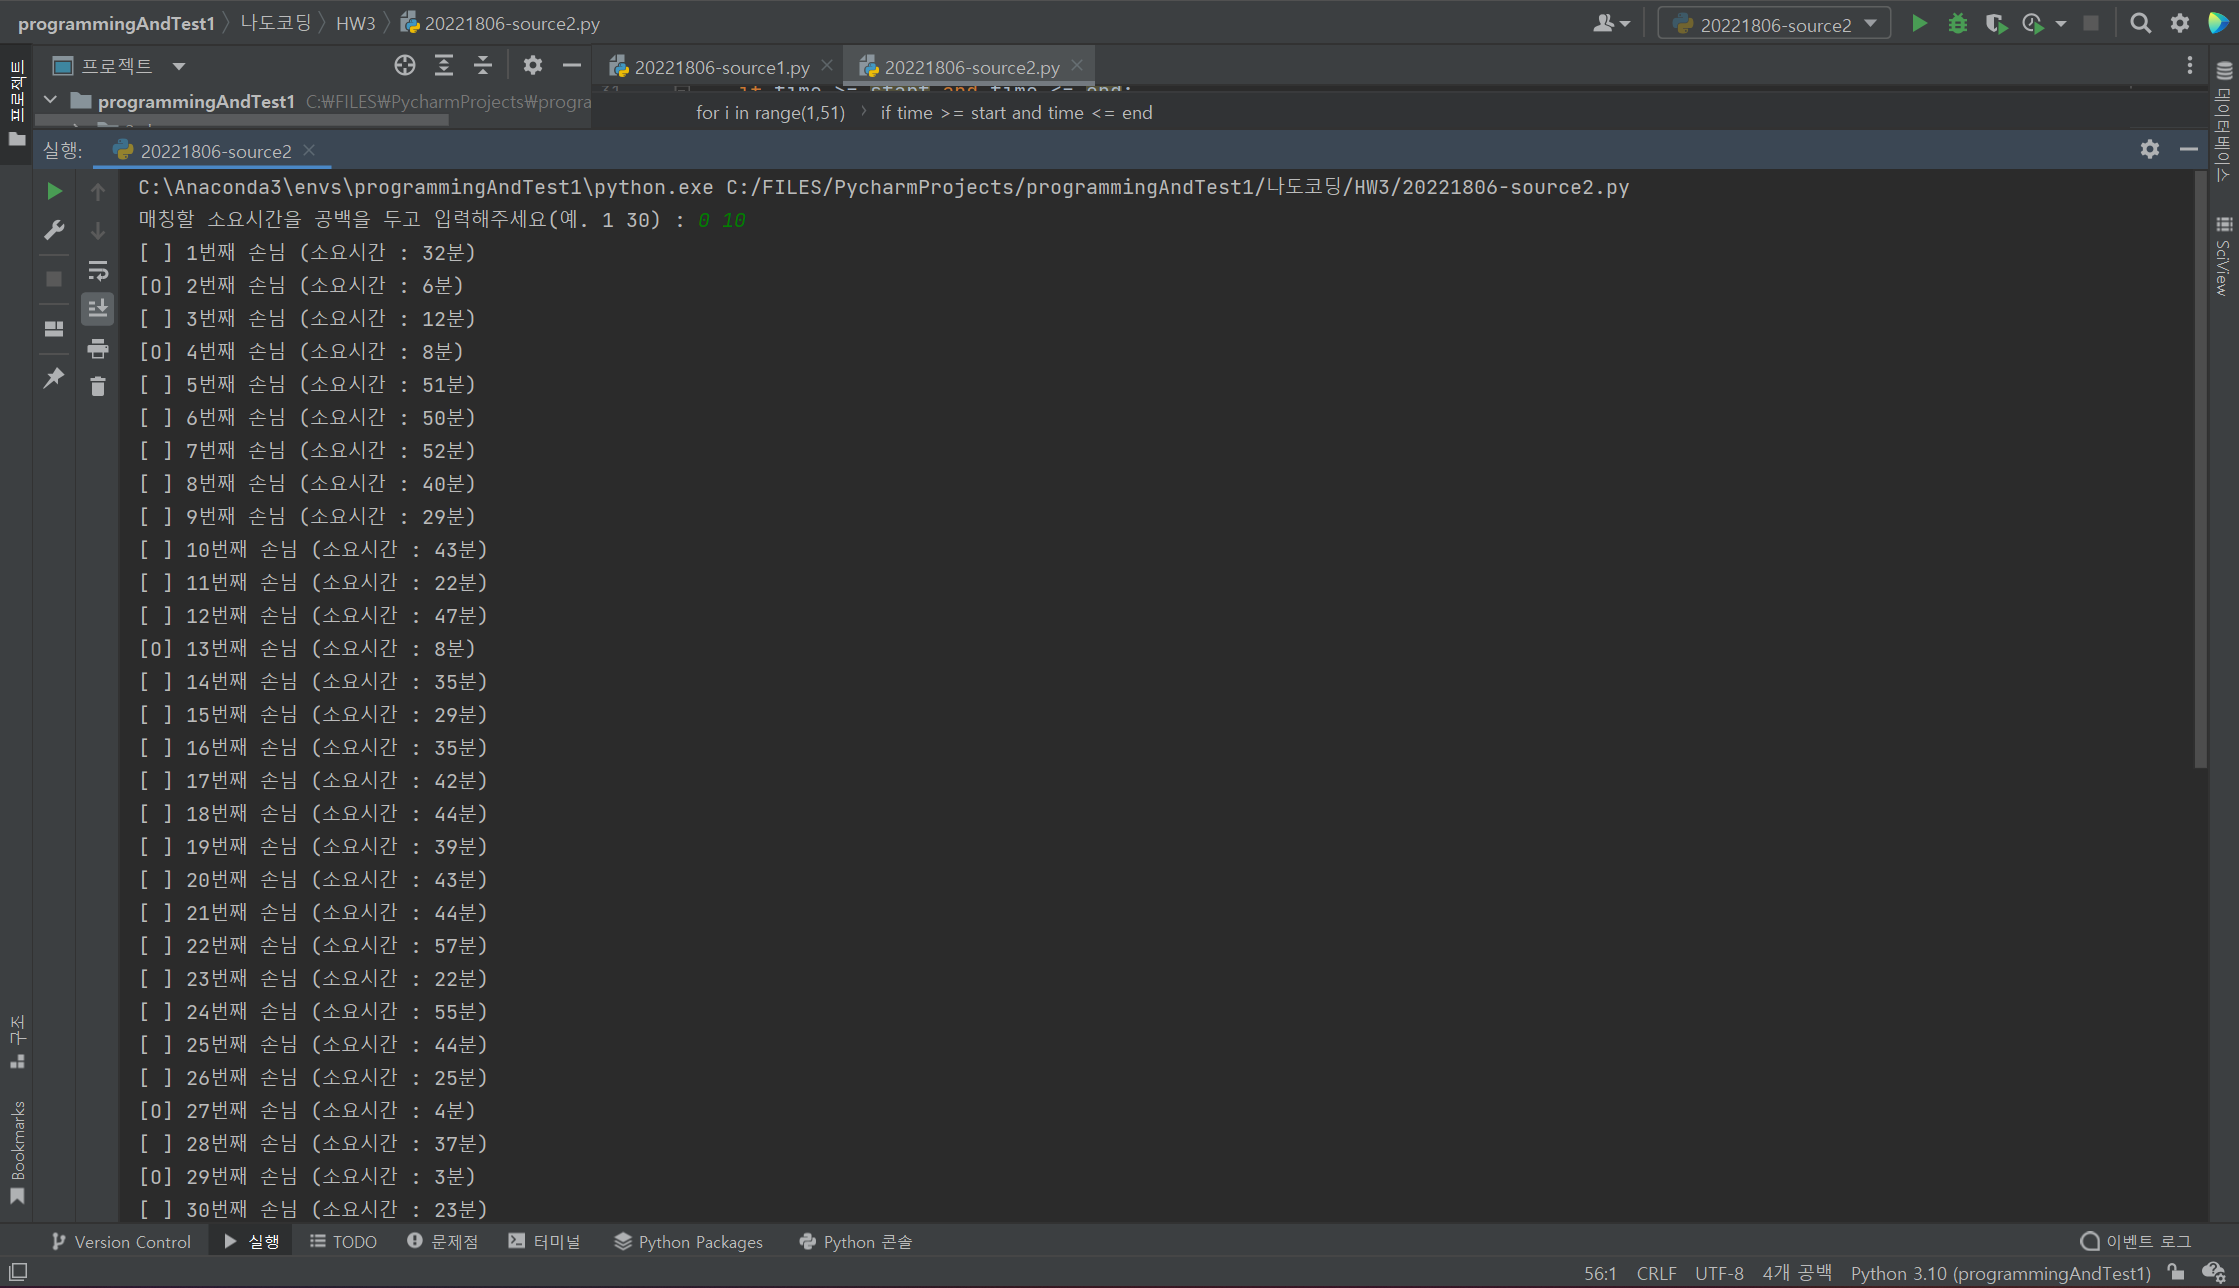 programmingAndTest1 〉 나도코딩 〉 HW3 〉 20221806-source2.py
20221806-source2
프로젝트
프로젝트
20221806-source1.py
20221806-source2.py
programmingAndTest1 C:₩FILES₩PycharmProjects₩progra
if time >= start and time <= end:
for i in range(1,51) 〉 if time >= start and time <= end
데이터베이스
SciView
실행:
20221806-source2
C:\Anaconda3\envs\programmingAndTest1\python.exe C:/FILES/PycharmProjects/programmingAndTest1/나도코딩/HW3/20221806-source2.py
매칭할 소요시간을 공백을 두고 입력해주세요(예. 1 30) : 0 10
[ ] 1번째 손님 (소요시간 : 32분)
[O] 2번째 손님 (소요시간 : 6분)
[ ] 3번째 손님 (소요시간 : 12분)
[O] 4번째 손님 (소요시간 : 8분)
[ ] 5번째 손님 (소요시간 : 51분)
[ ] 6번째 손님 (소요시간 : 50분)
[ ] 7번째 손님 (소요시간 : 52분)
[ ] 8번째 손님 (소요시간 : 40분)
[ ] 9번째 손님 (소요시간 : 29분)
[ ] 10번째 손님 (소요시간 : 43분)
[ ] 11번째 손님 (소요시간 : 22분)
[ ] 12번째 손님 (소요시간 : 47분)
[O] 13번째 손님 (소요시간 : 8분)
[ ] 14번째 손님 (소요시간 : 35분)
[ ] 15번째 손님 (소요시간 : 29분)
[ ] 16번째 손님 (소요시간 : 35분)
[ ] 17번째 손님 (소요시간 : 42분)
[ ] 18번째 손님 (소요시간 : 44분)
[ ] 19번째 손님 (소요시간 : 39분)
[ ] 20번째 손님 (소요시간 : 43분)
[ ] 21번째 손님 (소요시간 : 44분)
[ ] 22번째 손님 (소요시간 : 57분)
[ ] 23번째 손님 (소요시간 : 22분)
[ ] 24번째 손님 (소요시간 : 55분)
[ ] 25번째 손님 (소요시간 : 44분)
[ ] 26번째 손님 (소요시간 : 25분)
[O] 27번째 손님 (소요시간 : 4분)
[ ] 28번째 손님 (소요시간 : 37분)
[O] 29번째 손님 (소요시간 : 3분)
[ ] 30번째 손님 (소요시간 : 23분)
구조
Bookmarks
Version Control 실행 TODO 문제점 터미널 Python Packages Python 콘솔 이벤트 로그
56:1 CRLF UTF-8 4개 공백 Python 3.10 (programmingAndTest1)